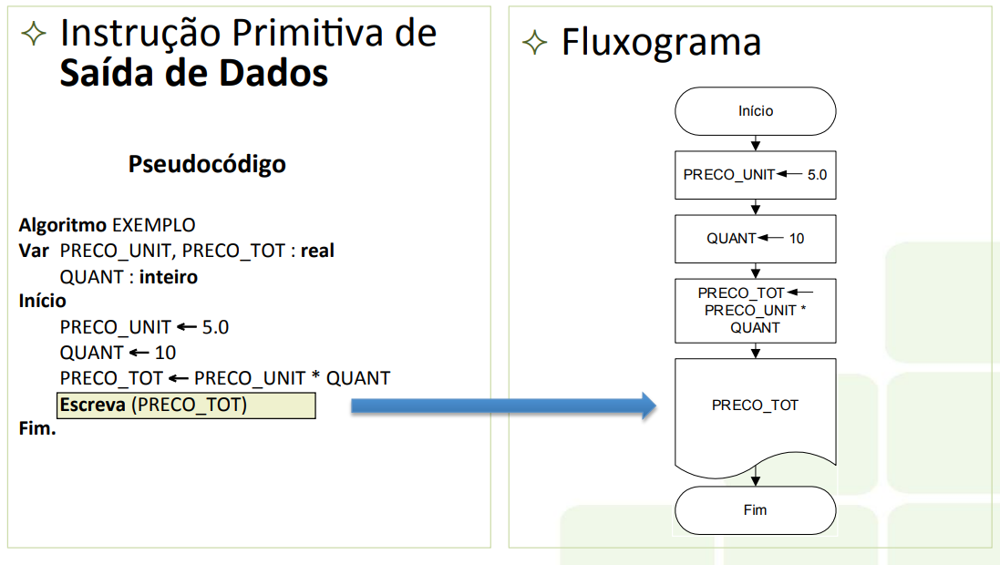 Instrução Primitiva de
Saída de Dados
Pseudocódigo
Algoritmo EXEMPLO
Var PRECO_UNIT, PRECO_TOT : real
QUANT : inteiro
Início
PRECO_UNIT ← 5.0
QUANT ← 10
PRECO_TOT ← PRECO_UNIT * QUANT
Escreva (PRECO_TOT)
Fim.
Fluxograma
Início
PRECO_UNIT ← 5.0
QUANT ← 10
PRECO_TOT ←
PRECO_UNIT *
QUANT
PRECO_TOT
Fim